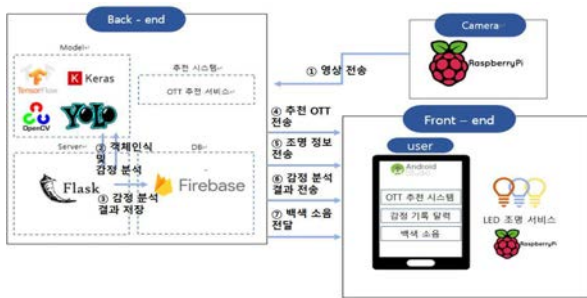 Back - end
Model
TensorFlow
Keras
OpenCV
YOLO
추천 시스템
OTT 추천 서비스
Server
Flask
② 객체인식
및
감정 분석
③ 감정 분석
결과 저장
DB
Firebase
① 영상 전송
Camera
RaspberryPi
④ 추천 OTT
전송
⑤ 조명 정보
전송
⑥ 감정 분석
결과 전송
⑦ 백색 소음
전달
Front – end
user
Android
OTT 추천 시스템
감정 기록 달력
백색 소음
LED 조명 서비스
RaspberryPi